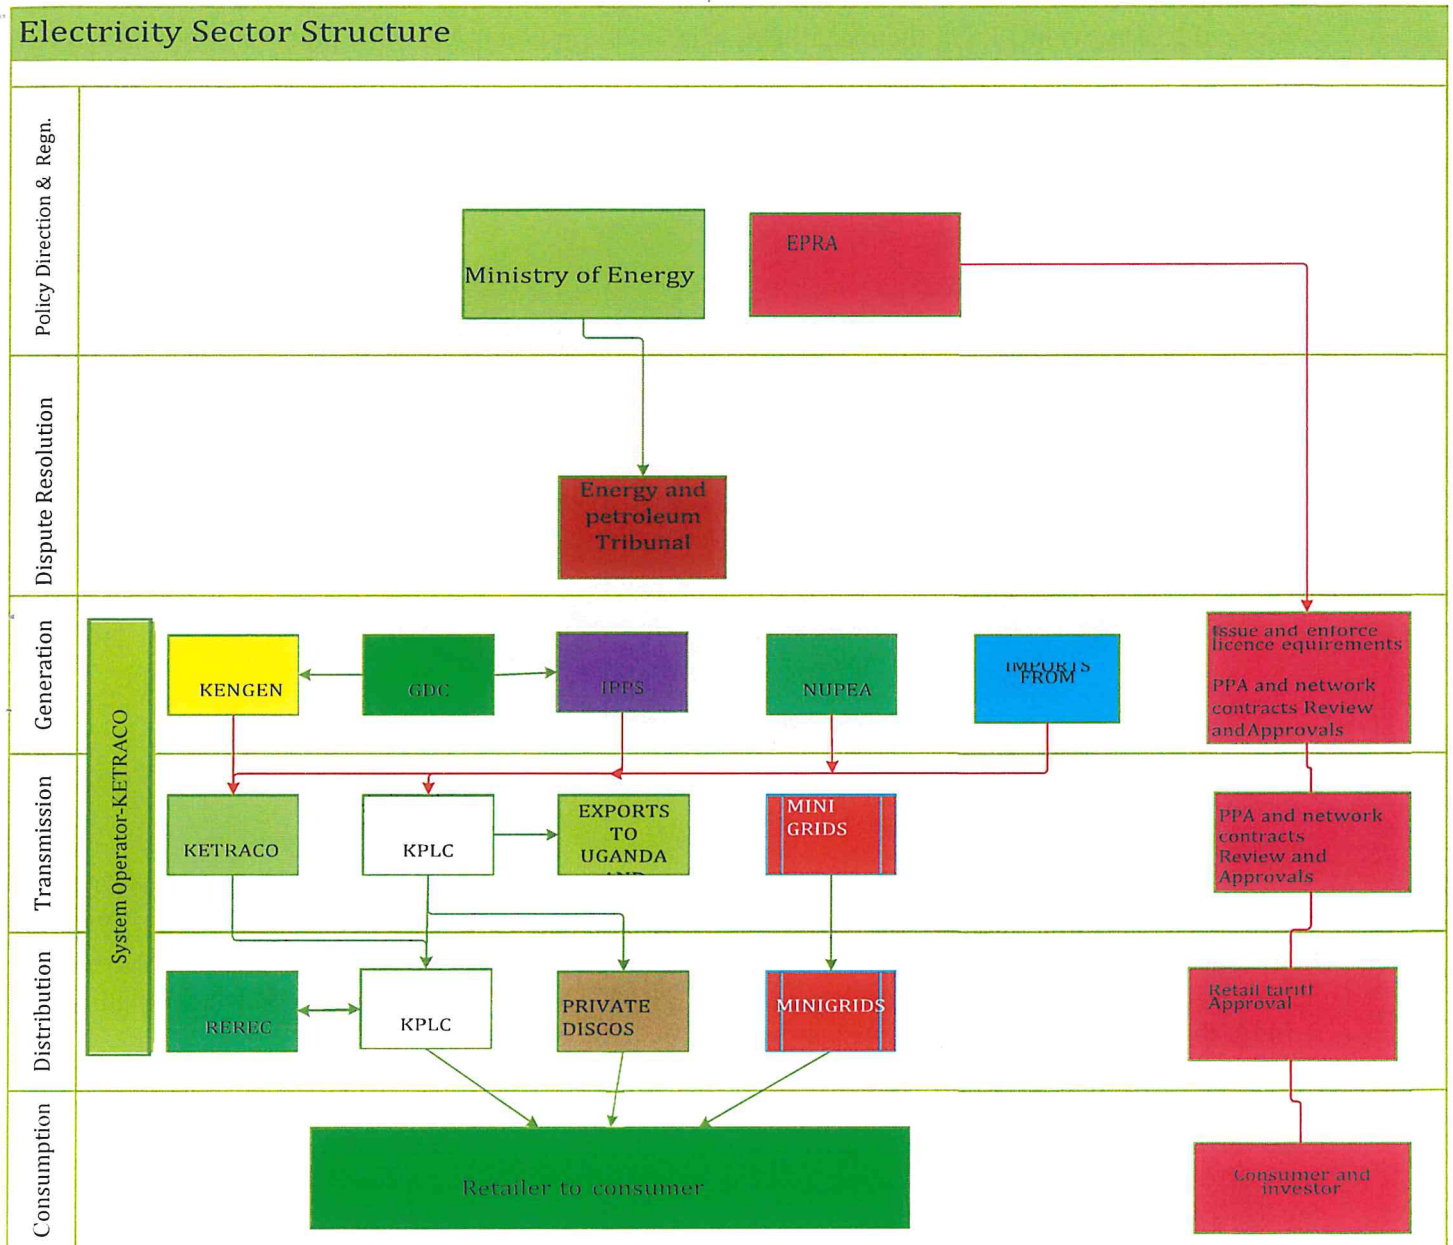 Electricity Sector Structure
Policy Direction & Regn.
Ministry of Energy
EPRA
Dispute Resolution
Energy and
petroleum
Tribunal
Generation
System Operator-KETRACO
KENGEN
GDC
IPPS
NUPEA
IMPORTS
FROM
Issue and enforce
licence equirements
PPA and network
contracts Review
andApprovals
Transmission
KETRACO
KPLC
EXPORTS
TO
UGANDA
AND
MINI
GRIDS
PPA and network
contracts
Review and
Approvals
Distribution
REREC
KPLC
PRIVATE
DISCOS
MINIGRIDS
Retail tariff
Approval
Consumption
Retailer to consumer
Consumer and
investor